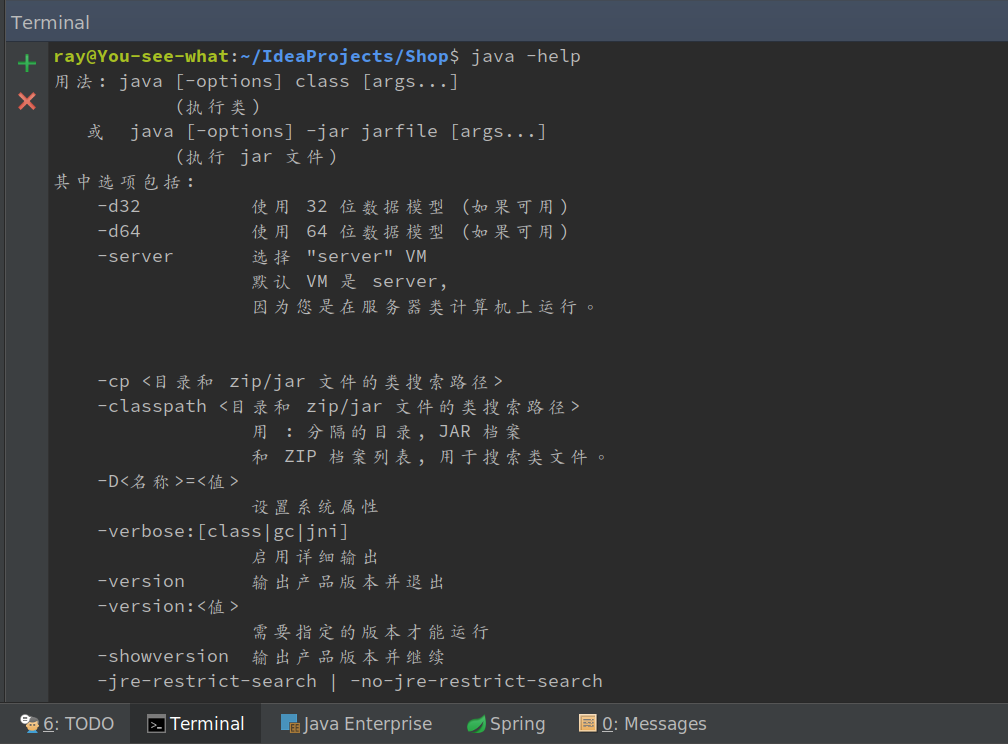 Terminal
ray@You-see-what:~/IdeaProjects/Shop$ java -help
用法: java [-options] class [args...]
(执行类)
或 java [-options] -jar jarfile [args...]
(执行 jar 文件)
其中选项包括:
-d32 使用 32 位数据模型 (如果可用)
-d64 使用 64 位数据模型 (如果可用)
-server 选择 "server" VM
默认 VM 是 server,
因为您是在服务器类计算机上运行。
-cp <目录和 zip/jar 文件的类搜索路径>
-classpath <目录和 zip/jar 文件的类搜索路径>
用 : 分隔的目录, JAR 档案
和 ZIP 档案列表, 用于搜索类文件。
-D<名称>=<值>
设置系统属性
-verbose:[class|gc|jni]
启用详细输出
-version 输出产品版本并退出
-version:<值>
需要指定的版本才能运行
-showversion 输出产品版本并继续
-jre-restrict-search | -no-jre-restrict-search
6: TODO Terminal Java Enterprise Spring 0: Messages